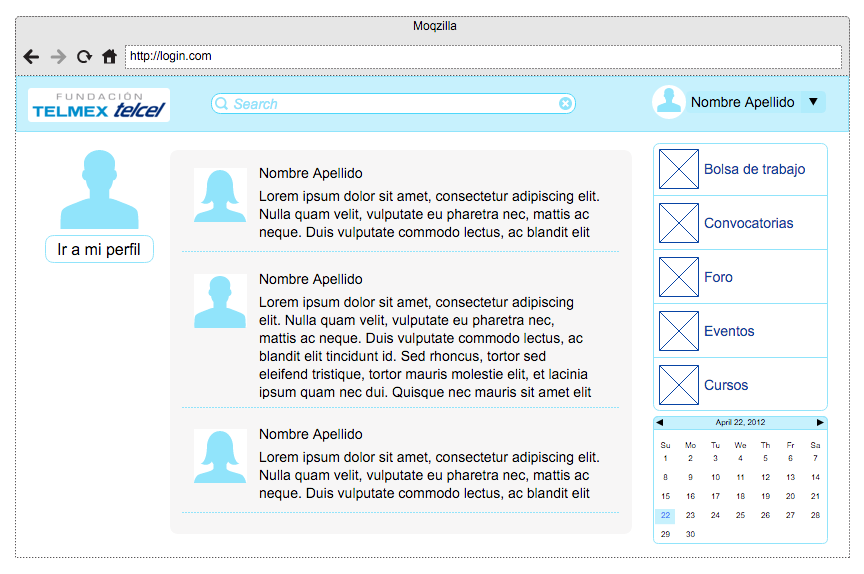 Moqzilla
http://login.com
FUNDACIÓN
TELMEX telcel
Search
Nombre Apellido ▼
Ir a mi perfil
Nombre Apellido
Lorem ipsum dolor sit amet, consectetur adipiscing elit.
Nulla quam velit, vulputate eu pharetra nec, mattis ac
neque. Duis vulputate commodo lectus, ac blandit elit
Nombre Apellido
Lorem ipsum dolor sit amet, consectetur adipiscing
elit. Nulla quam velit, vulputate eu pharetra nec,
mattis ac neque. Duis vulputate commodo lectus, ac
blandit elit tincidunt id. Sed rhoncus, tortor sed
eleifend tristique, tortor mauris molestie elit, et lacinia
ipsum quam nec dui. Quisque nec mauris sit amet elit
Nombre Apellido
Lorem ipsum dolor sit amet, consectetur adipiscing elit.
Nulla quam velit, vulputate eu pharetra nec, mattis ac
neque. Duis vulputate commodo lectus, ac blandit elit
Bolsa de trabajo
Convocatorias
Foro
Eventos
Cursos
◀ April 22, 2012 ▶
Su Mo Tu We Th Fr Sa
1 2 3 4 5 6 7
8 9 10 11 12 13 14
15 16 17 18 19 20 21
22 23 24 25 26 27 28
29 30